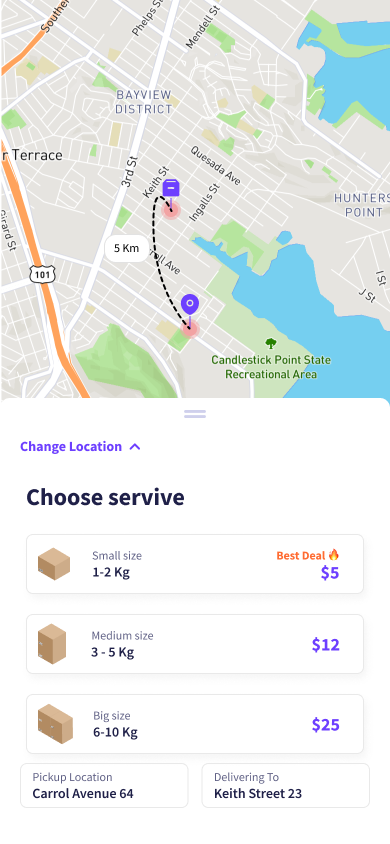 Souther
Phelps St
Mendell St
BAYVIEW
DISTRICT
r Terrace
3rd St
Quesada Ave
Keith St
Ingalls St
HUNTERS
POINT
Girard St
5 Km
oll Ave
101
J St
I St
Candlestick Point State
Recreational Area
Change Location
Choose servive
Small size
1-2 Kg
Best Deal 🔥
$5
Medium size
3 - 5 Kg
$12
Big size
6-10 Kg
$25
Pickup Location
Carrol Avenue 64
Delivering To
Keith Street 23